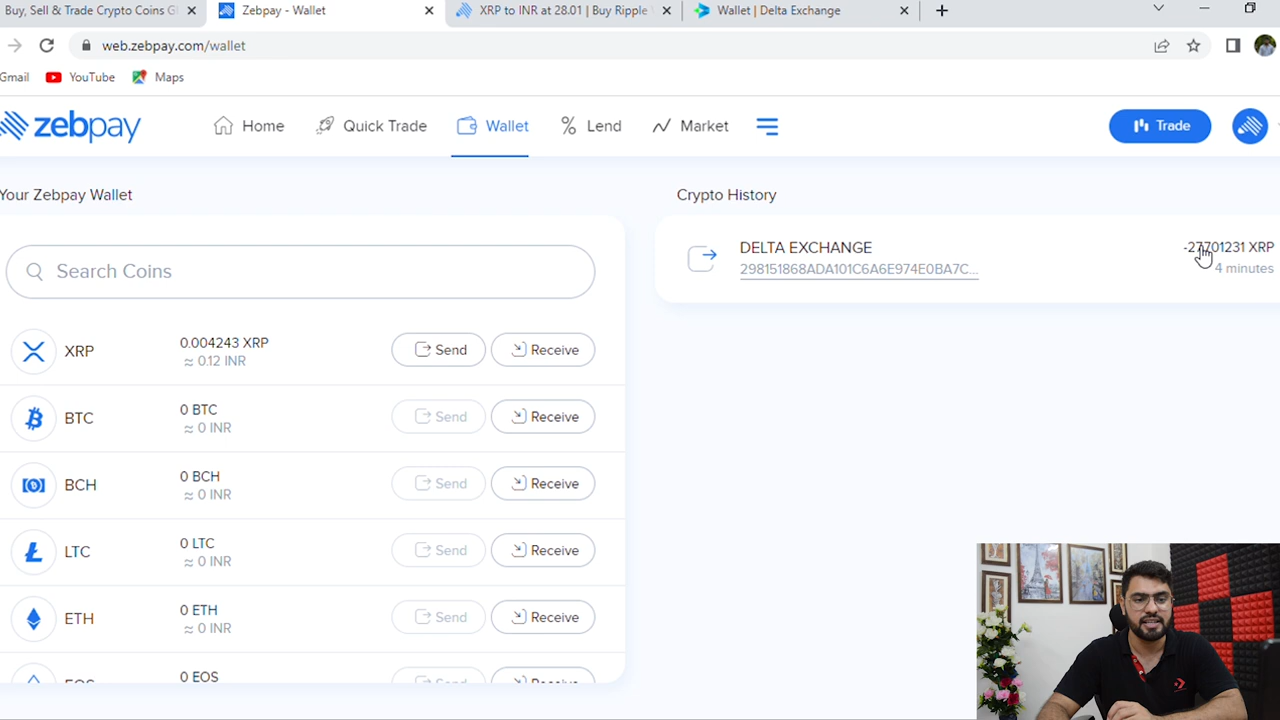 Buy, Sell & Trade Crypto Coins Gl
Zebpay - Wallet
XRP to INR at 28.01 | Buy Ripple
Wallet | Delta Exchange
web.zebpay.com/wallet
Gmail
YouTube
Maps
zebpay
Home
Quick Trade
Wallet
Lend
Market
Trade
Your Zebpay Wallet
Crypto History
Search Coins
DELTA EXCHANGE
298151868ADA101C6A6E974E0BA7C...
XRP
4 minutes
XRP
0.004243 XRP
≈ 0.12 INR
Send
Receive
BTC
0 BTC
≈ 0 INR
Send
Receive
BCH
0 BCH
≈ 0 INR
Send
Receive
LTC
0 LTC
≈ 0 INR
Send
Receive
ETH
0 ETH
≈ 0 INR
Send
Receive
EOS
0 EOS
Send
Receive